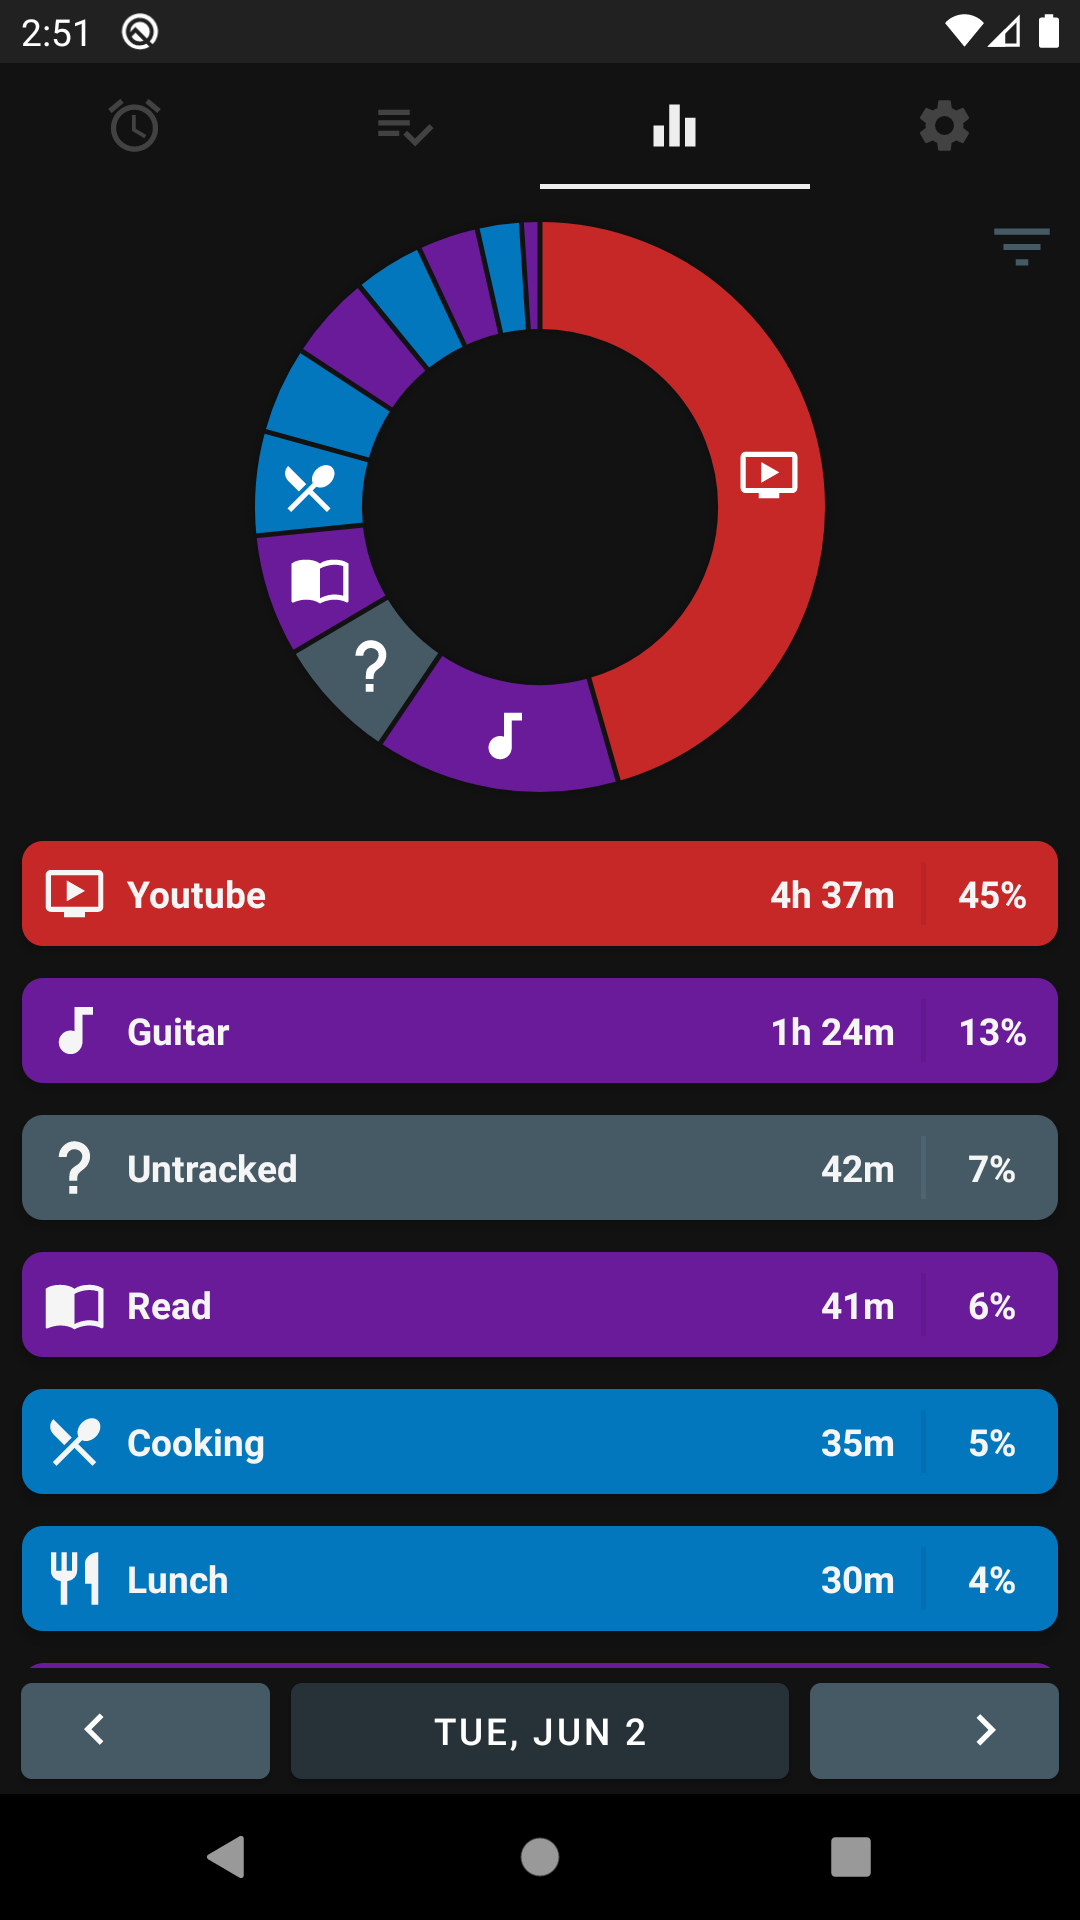 2:51
Youtube 4h 37m 45%
Guitar 1h 24m 13%
Untracked 42m 7%
Read 41m 6%
Cooking 35m 5%
Lunch 30m 4%
TUE, JUN 2